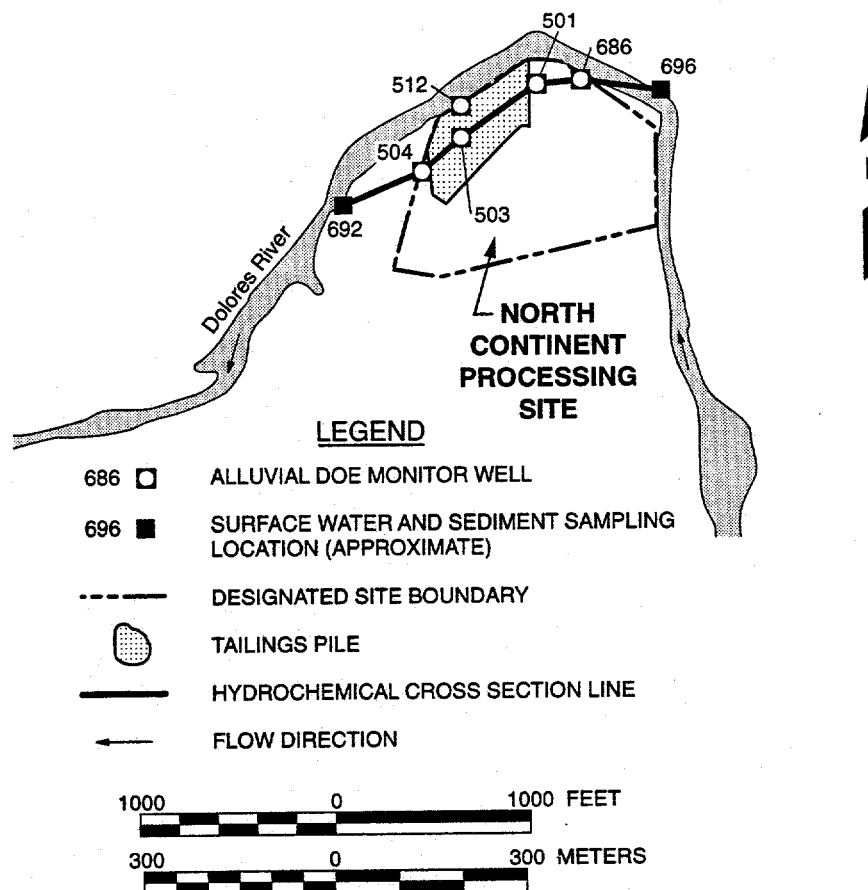 501
686
696
512
504
503
692
Dolores River
NORTH
CONTINENT
PROCESSING
SITE
LEGEND
686 ALLUVIAL DOE MONITOR WELL
696 SURFACE WATER AND SEDIMENT SAMPLING
LOCATION (APPROXIMATE)
DESIGNATED SITE BOUNDARY
TAILINGS PILE
HYDROCHEMICAL CROSS SECTION LINE
FLOW DIRECTION
1000 0 1000 FEET
300 0 300 METERS